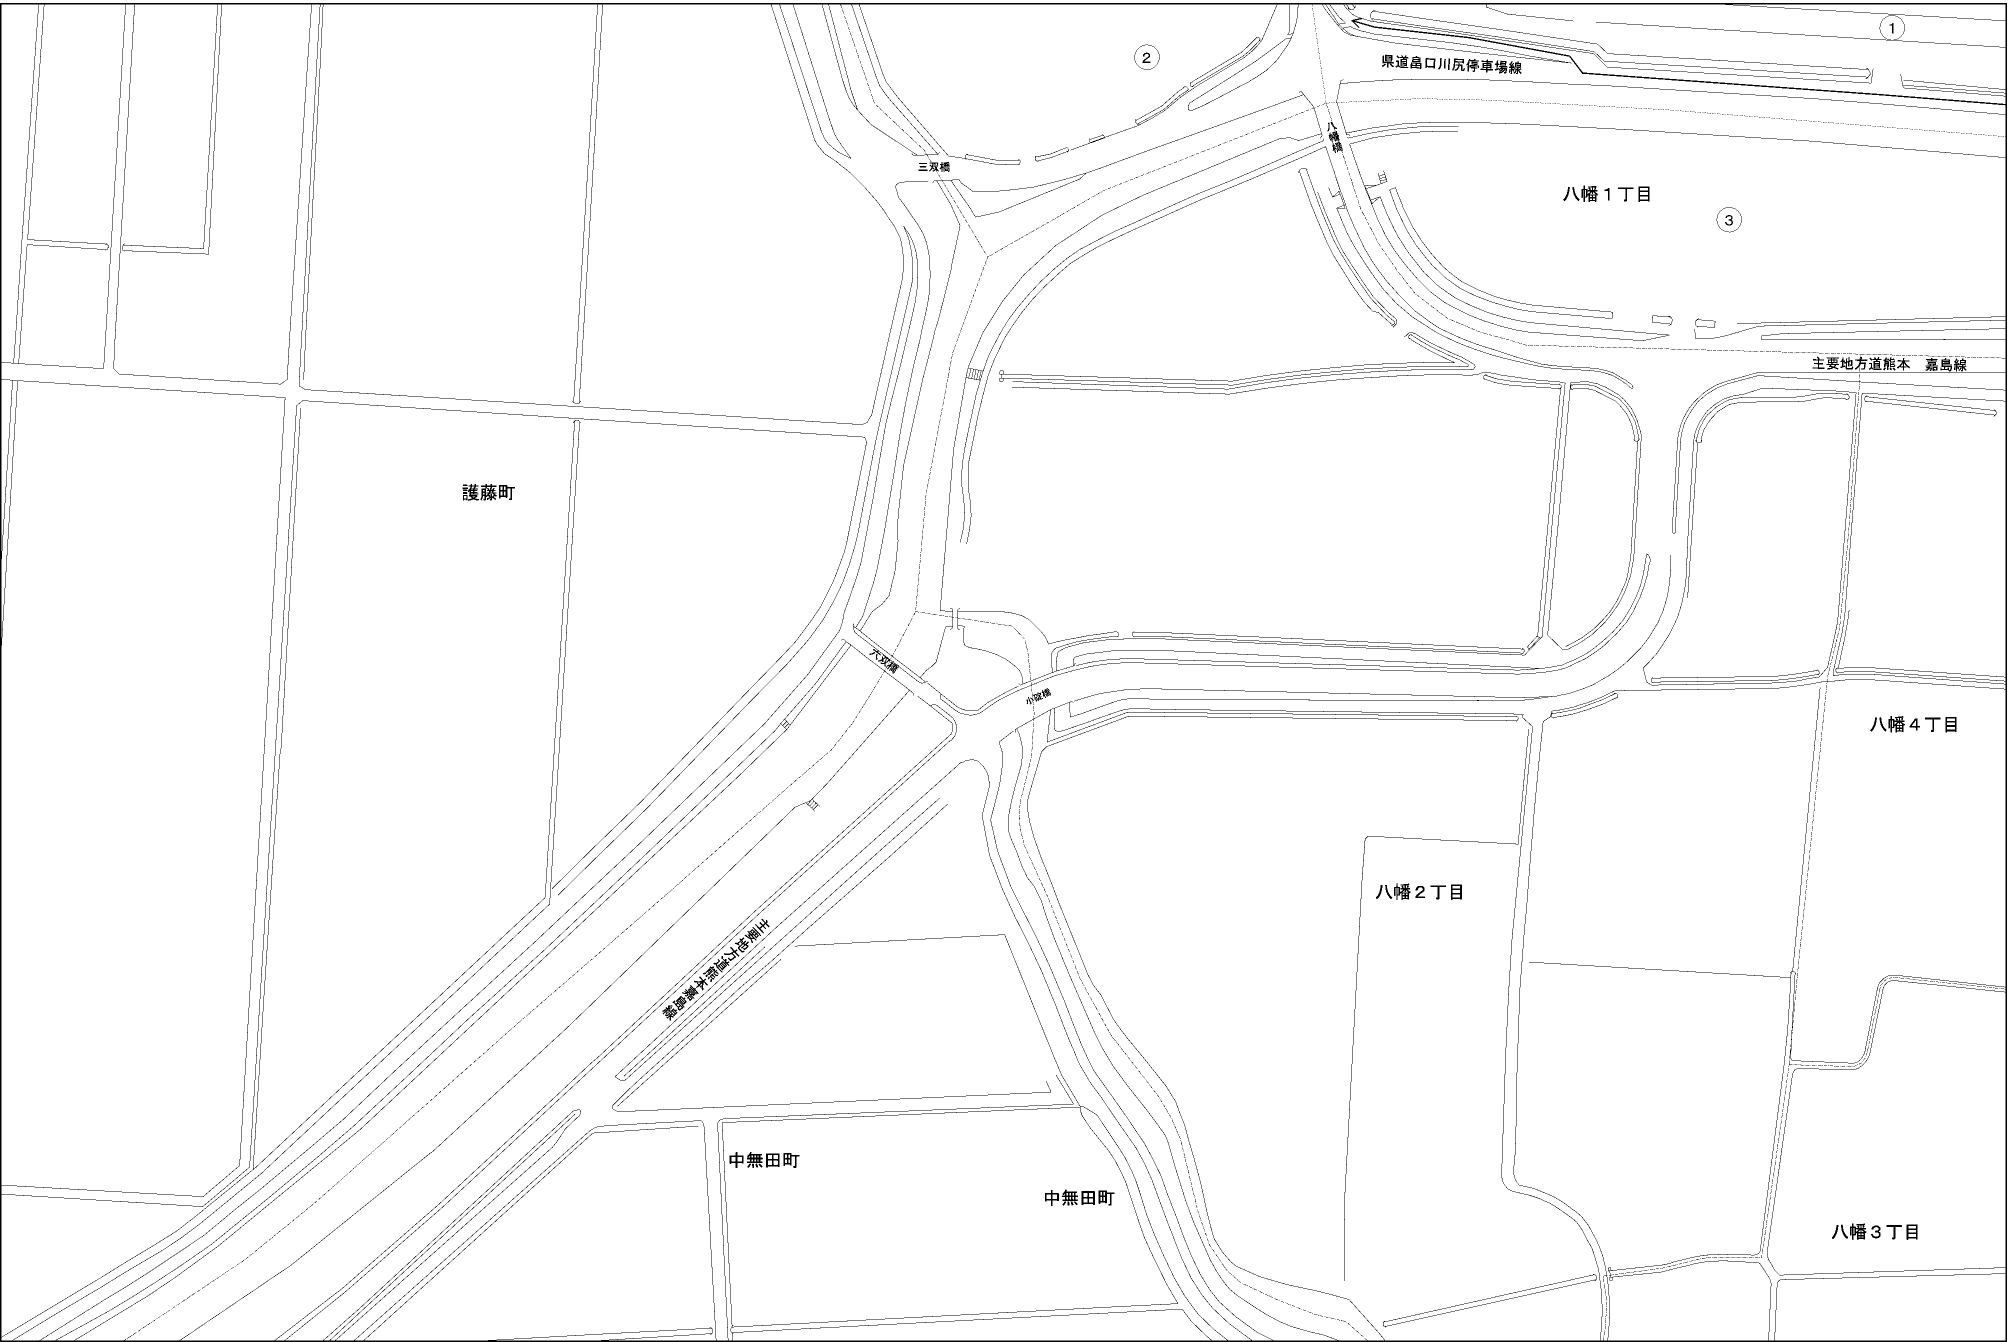 ①
②
県道畠口川尻停車場線
八幡橋
三双橋
八幡１丁目
③
主要地方道熊本　嘉島線
護藤町
六双橋
小碇橋
八幡４丁目
八幡２丁目
主要地方道熊本嘉島線
中無田町
中無田町
八幡３丁目